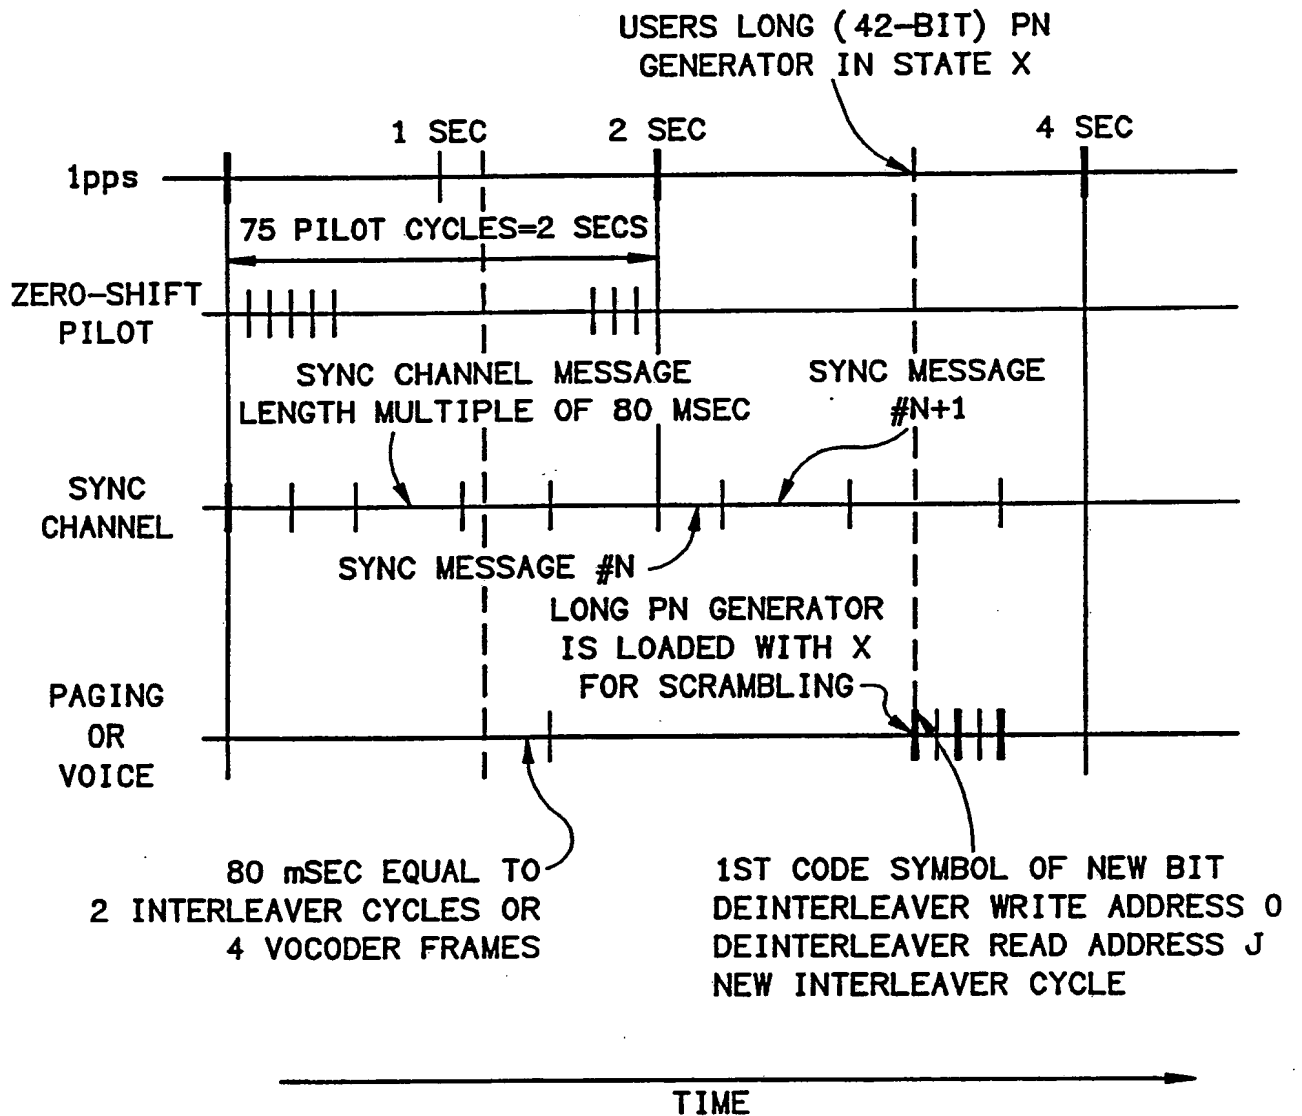 USERS LONG (42-BIT) PN
GENERATOR IN STATE X
1 SEC
2 SEC
4 SEC
1pps
75 PILOT CYCLES=2 SECS
ZERO-SHIFT
PILOT
SYNC CHANNEL MESSAGE
LENGTH MULTIPLE OF 80 MSEC
SYNC MESSAGE
#N+1
SYNC
CHANNEL
SYNC MESSAGE #N
LONG PN GENERATOR
IS LOADED WITH X
FOR SCRAMBLING
PAGING
OR
VOICE
80 mSEC EQUAL TO
2 INTERLEAVER CYCLES OR
4 VOCODER FRAMES
1ST CODE SYMBOL OF NEW BIT
DEINTERLEAVER WRITE ADDRESS 0
DEINTERLEAVER READ ADDRESS J
NEW INTERLEAVER CYCLE
TIME